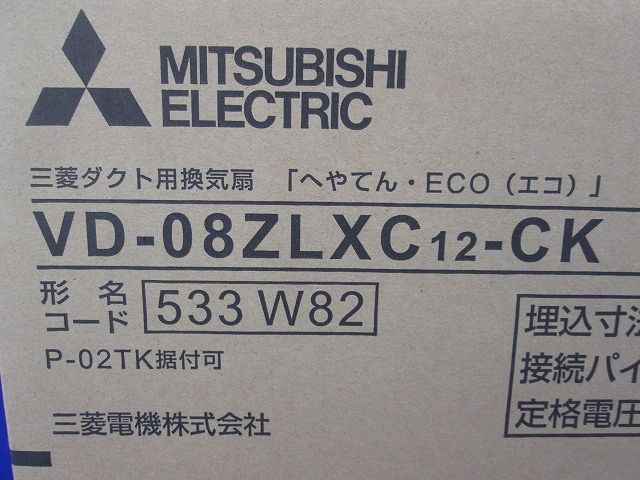 MITSUBISHI
ELECTRIC
三菱ダクト用換気扇 「へやてん・ECO（エコ）」
VD-08ZLXC12-CK
形名
コード 533 W82
P-02TK据付可
三菱電機株式会社
埋込寸法
接続パイ
定格電圧